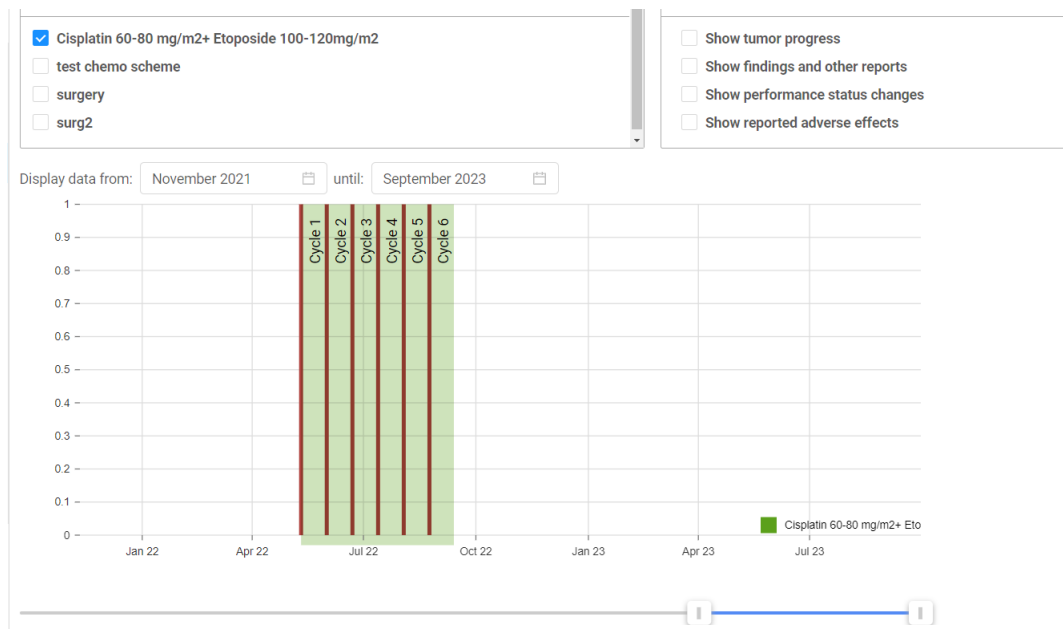 Cisplatin 60-80 mg/m2+ Etoposide 100-120mg/m2
test chemo scheme
surgery
surg2
Show tumor progress
Show findings and other reports
Show performance status changes
Show reported adverse effects
Display data from: November 2021 until: September 2023
1
0.9
0.8
0.7
0.6
0.5
0.4
0.3
0.2
0.1
0
Cycle 1
Cycle 2
Cycle 3
Cycle 4
Cycle 5
Cycle 6
Cisplatin 60-80 mg/m2+ Eto
Jan 22 Apr 22 Jul 22 Oct 22 Jan 23 Apr 23 Jul 23